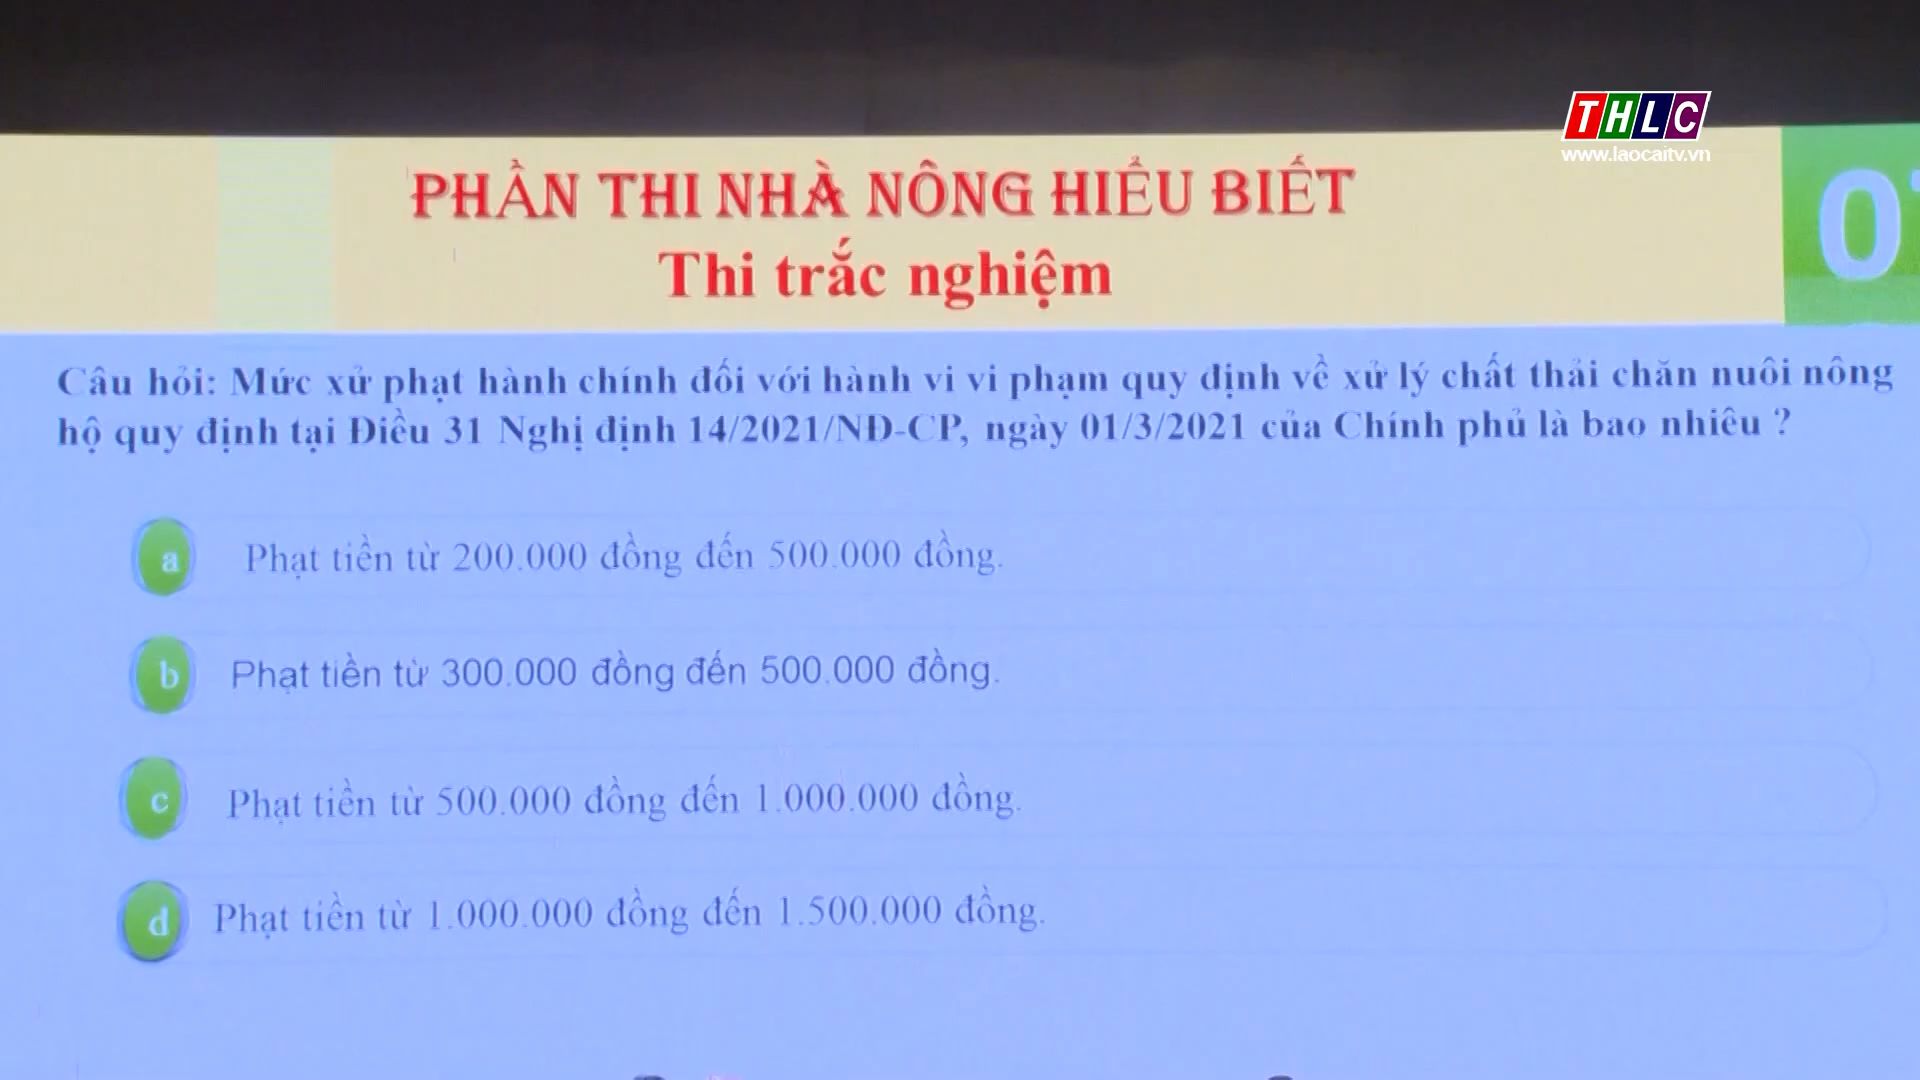 THLC
www.laocaitv.vn
PHẦN THI NHÀ NÔNG HIỂU BIẾT
Thi trắc nghiệm
Câu hỏi: Mức xử phạt hành chính đối với hành vi vi phạm quy định về xử lý chất thải chăn nuôi nông
hộ quy định tại Điều 31 Nghị định 14/2021/NĐ-CP, ngày 01/3/2021 của Chính phủ là bao nhiêu ?
a Phạt tiền từ 200.000 đồng đến 500.000 đồng.
b Phạt tiền từ 300.000 đồng đến 500.000 đồng.
c Phạt tiền từ 500.000 đồng đến 1.000.000 đồng.
d Phạt tiền từ 1.000.000 đồng đến 1.500.000 đồng.